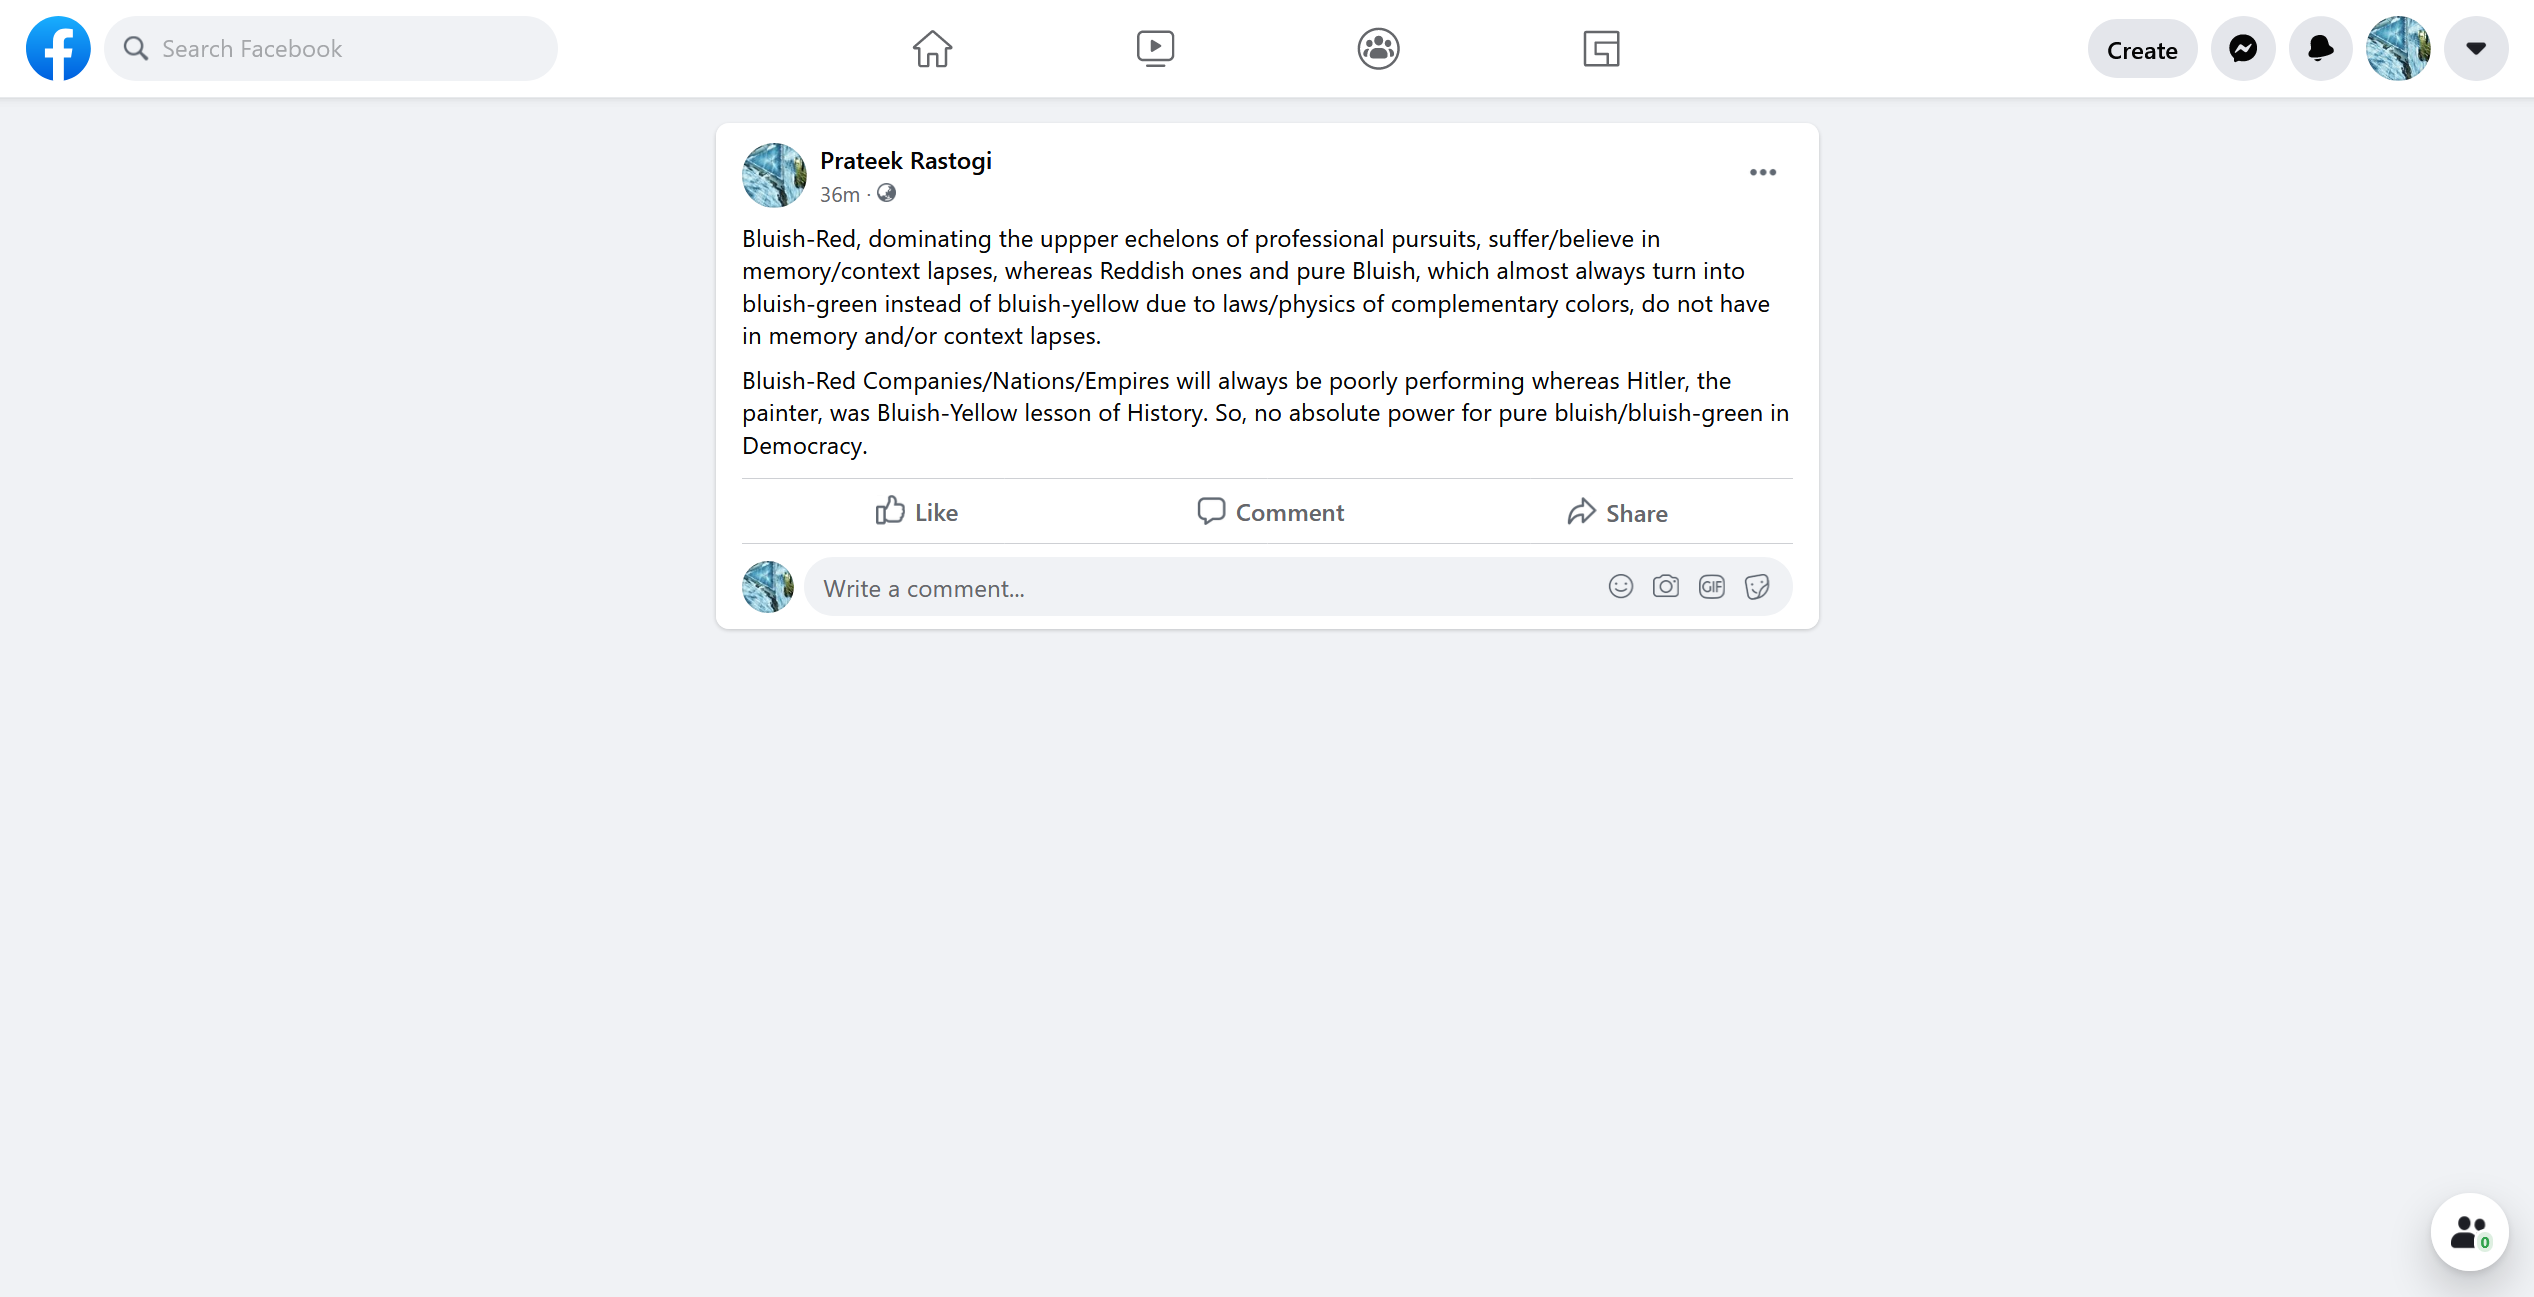 Search Facebook
Create
Prateek Rastogi
36m ·
Bluish-Red, dominating the uppper echelons of professional pursuits, suffer/believe in
memory/context lapses, whereas Reddish ones and pure Bluish, which almost always turn into
bluish-green instead of bluish-yellow due to laws/physics of complementary colors, do not have
in memory and/or context lapses.
Bluish-Red Companies/Nations/Empires will always be poorly performing whereas Hitler, the
painter, was Bluish-Yellow lesson of History. So, no absolute power for pure bluish/bluish-green in
Democracy.
Like
Comment
Share
Write a comment...
GIF
0